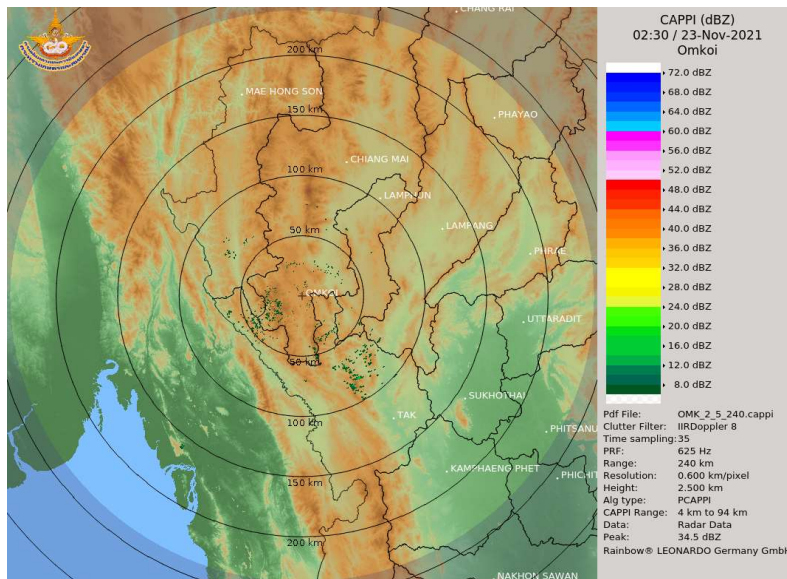 CHANG RAI
200 km
MAE HONG SON
150 km
PHAYAO
CHIANG MAI
100 km
LAMPHUN
50 km
LAMPANG
PHRAE
OMKOI
UTTARADIT
50 km
SUKHOTHAI
100 km
TAK
PHITSANU
KAMPHAENG PHET
PHICHIT
150 km
200 km
NAKHON SAWAN
CAPPI (dBZ)
02:30 / 23-Nov-2021
Omkoi
72.0 dBZ
68.0 dBZ
64.0 dBZ
60.0 dBZ
56.0 dBZ
52.0 dBZ
48.0 dBZ
44.0 dBZ
40.0 dBZ
36.0 dBZ
32.0 dBZ
28.0 dBZ
24.0 dBZ
20.0 dBZ
16.0 dBZ
12.0 dBZ
8.0 dBZ
Pdf File: OMK_2_5_240.cappi
Clutter Filter: IIRDoppler 8
Time sampling:35
PRF: 625 Hz
Range: 240 km
Resolution: 0.600 km/pixel
Height: 2.500 km
Alg type: PCAPPI
CAPPI Range: 4 km to 94 km
Data: Radar Data
Peak: 34.5 dBZ
Rainbow® LEONARDO Germany GmbH